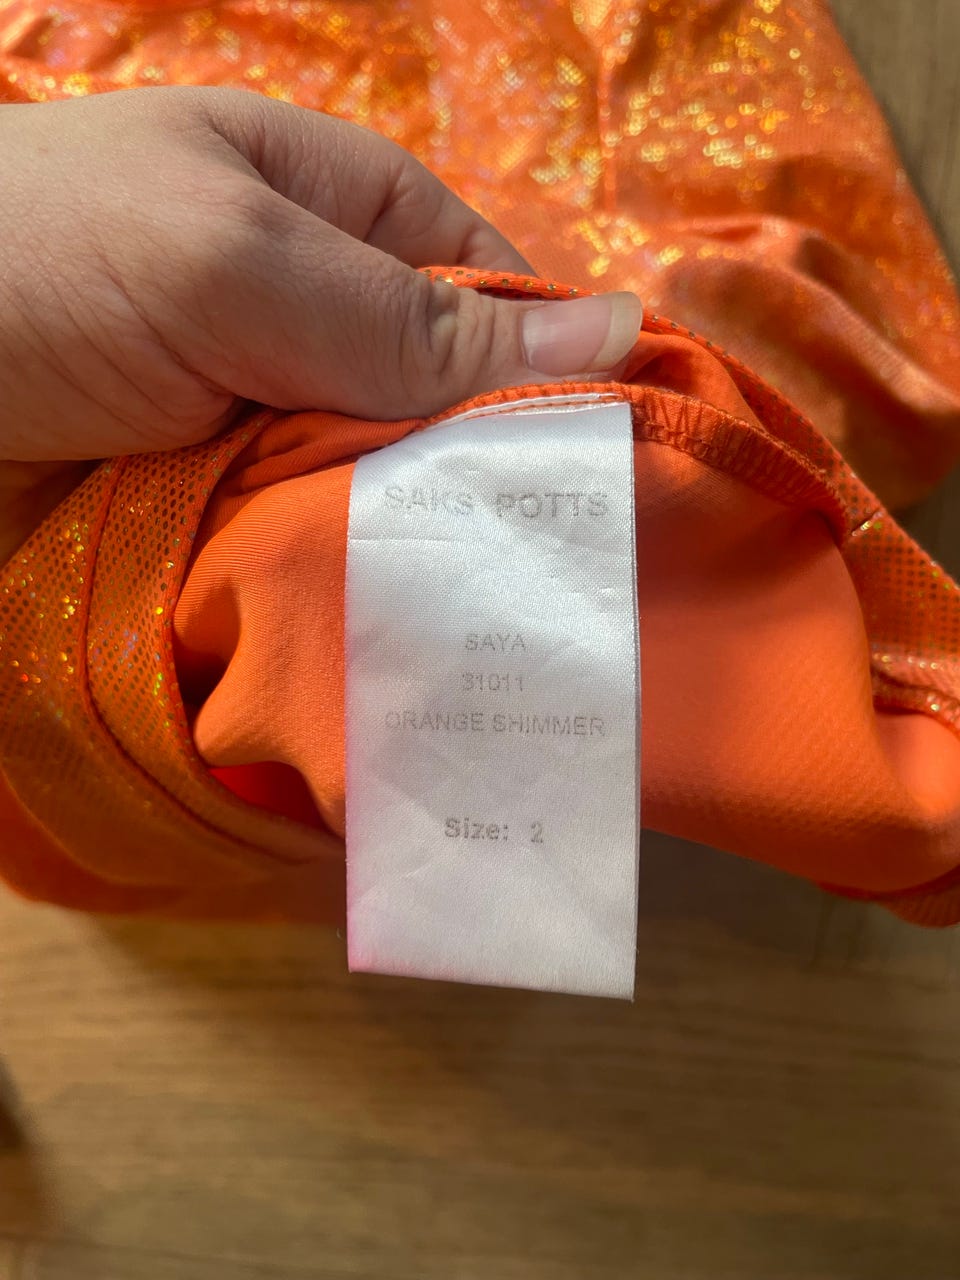 SAKS POTTS
SAYA
31011
ORANGE SHIMMER
Size: 2